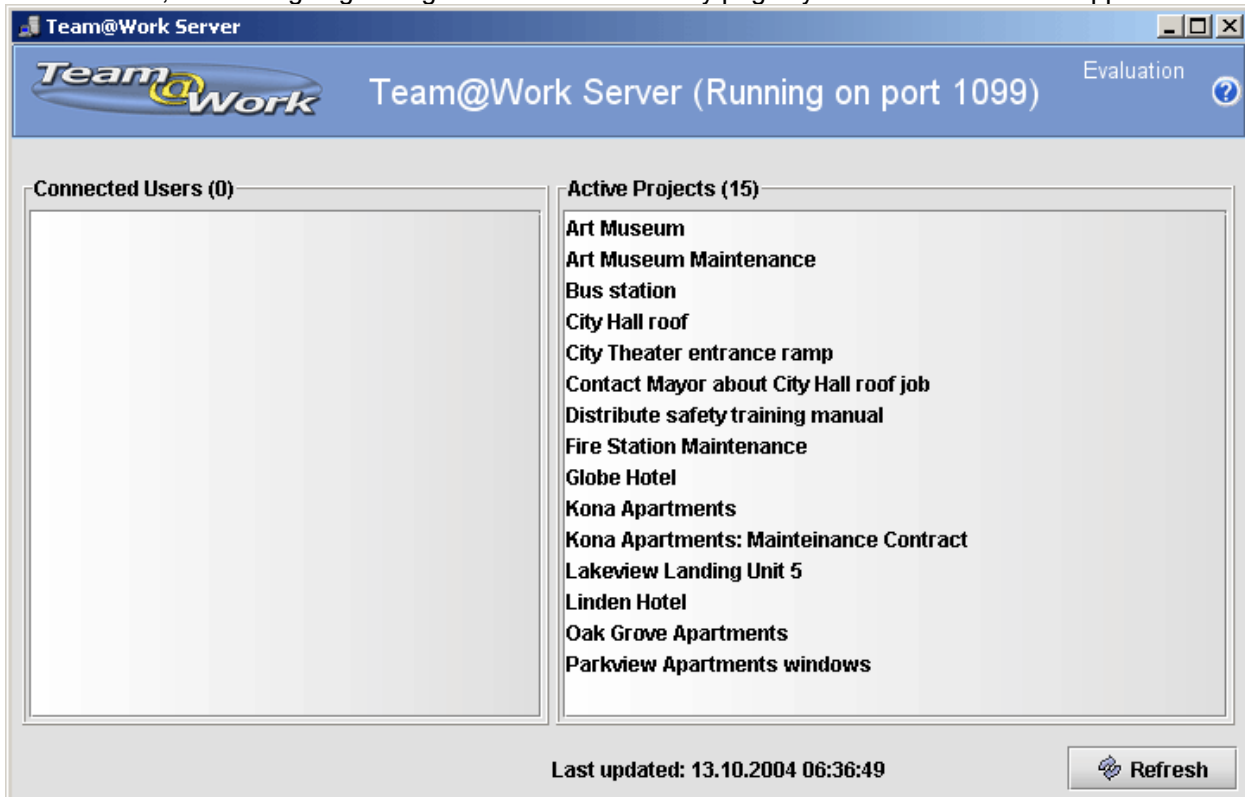 Team@Work Server
Team@Work
Team@Work Server (Running on port 1099)
Evaluation
Connected Users (0)
Active Projects (15)
Art Museum
Art Museum Maintenance
Bus station
City Hall roof
City Theater entrance ramp
Contact Mayor about City Hall roof job
Distribute safety training manual
Fire Station Maintenance
Globe Hotel
Kona Apartments
Kona Apartments: Mainteinance Contract
Lakeview Landing Unit 5
Linden Hotel
Oak Grove Apartments
Parkview Apartments windows
Last updated: 13.10.2004 06:36:49
Refresh